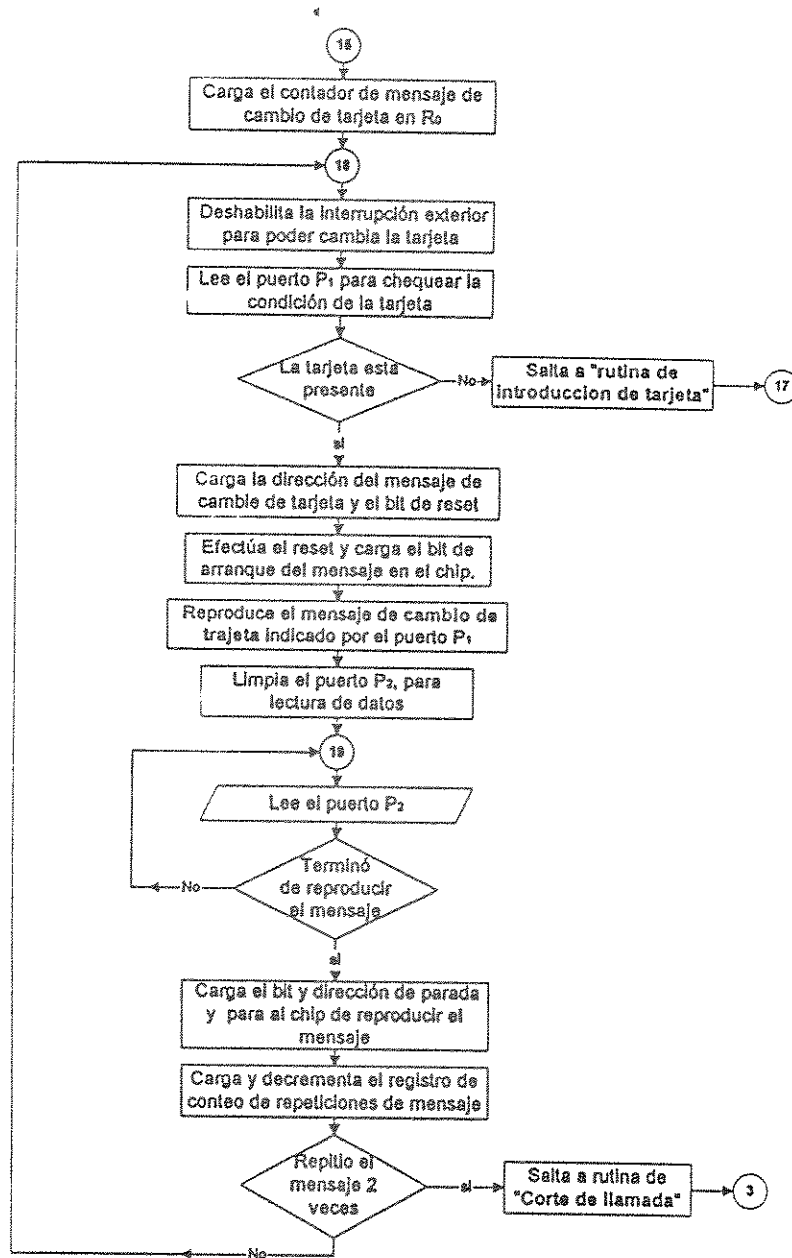 15
Carga el contador de mensaje de
cambio de tarjeta en R₀
18
Deshabilita la interrupción exterior
para poder cambia la tarjeta
Lee el puerto P₁ para chequear la
condición de la tarjeta
La tarjeta está
presente
No
Salta a "rutina de
introduccion de tarjeta"
17
si
Carga la dirección del mensaje de
cambie de tarjeta y el bit de reset
Efectúa el reset y carga el bit de
arranque del mensaje en el chip.
Reproduce el mensaje de cambio de
trajeta indicado por el puerto P₁
Limpia el puerto P₂, para
lectura de datos
19
Lee el puerto P₂
Terminó
de reproducir
el mensaje
No
si
Carga el bit y dirección de parada
y para al chip de reproducir el
mensaje
Carga y decrementa el registro de
conteo de repeticiones de mensaje
Repitio el
mensaje 2
veces
si
Salta a rutina de
"Corte de llamada"
3
No